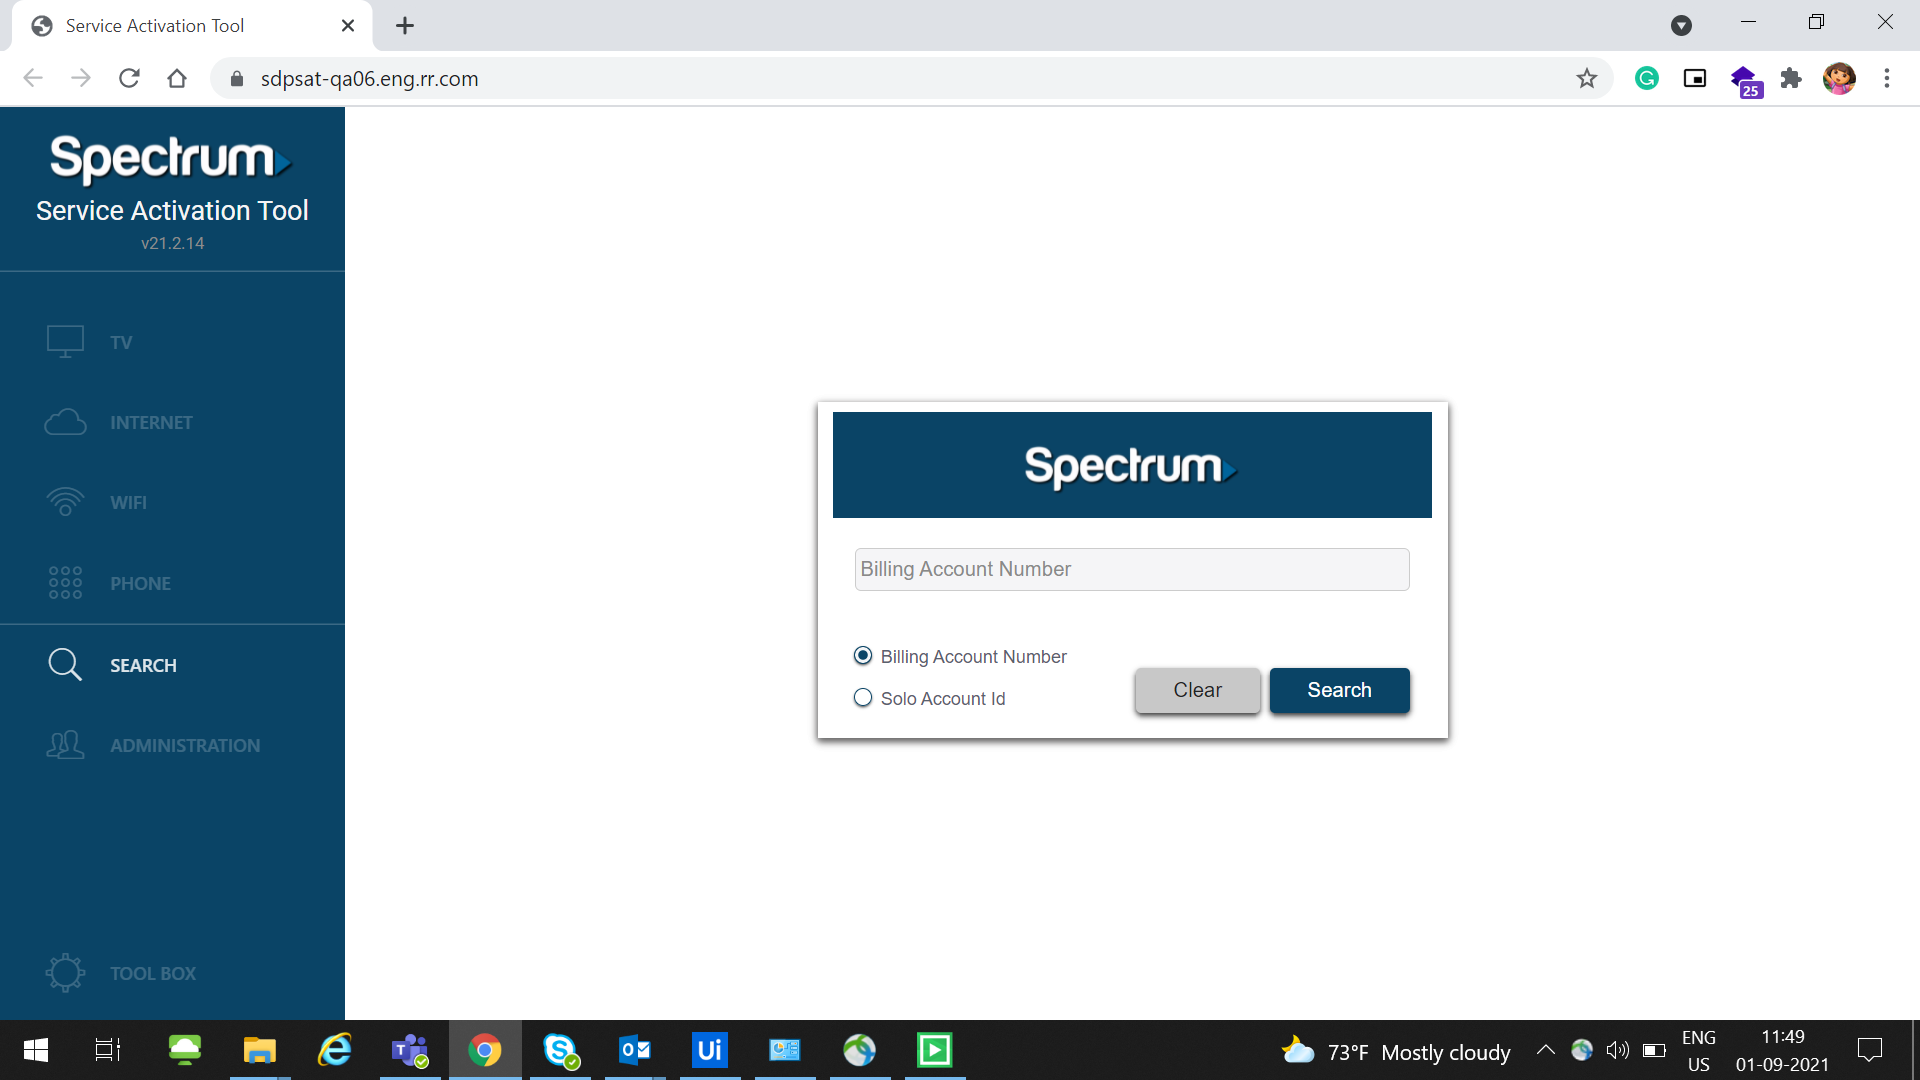 Service Activation Tool
sdpsat-qa06.eng.rr.com
25
Spectrum
Service Activation Tool
v21.2.14
TV
INTERNET
WIFI
PHONE
SEARCH
ADMINISTRATION
TOOL BOX
Spectrum
Billing Account Number
Billing Account Number
Solo Account Id
Clear
Search
Ui
73°F Mostly cloudy
ENG
US
11:49
01-09-2021